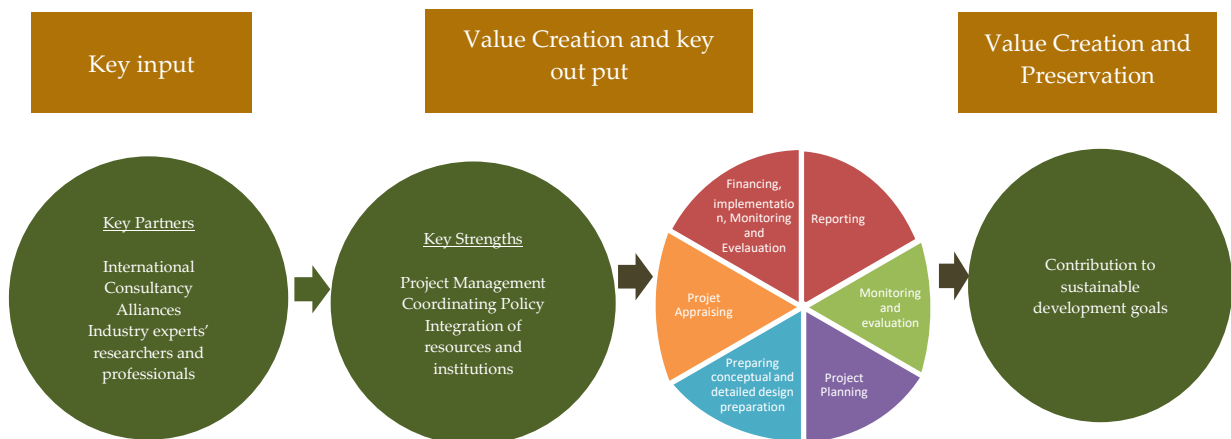 Key input
Value Creation and key
out put
Value Creation and
Preservation
Key Partners
International
Consultancy
Alliances
Industry experts’
researchers and
professionals
Key Strengths
Project Management
Coordinating Policy
Integration of
resources and
institutions
Financing,
implementatio
n, Monitoring
and
Evelauation
Reporting
Monitoring
and
evaluation
Project
Planning
Preparing
conceptual and
detailed design
preparation
Projet
Appraising
Contribution to
sustainable
development goals